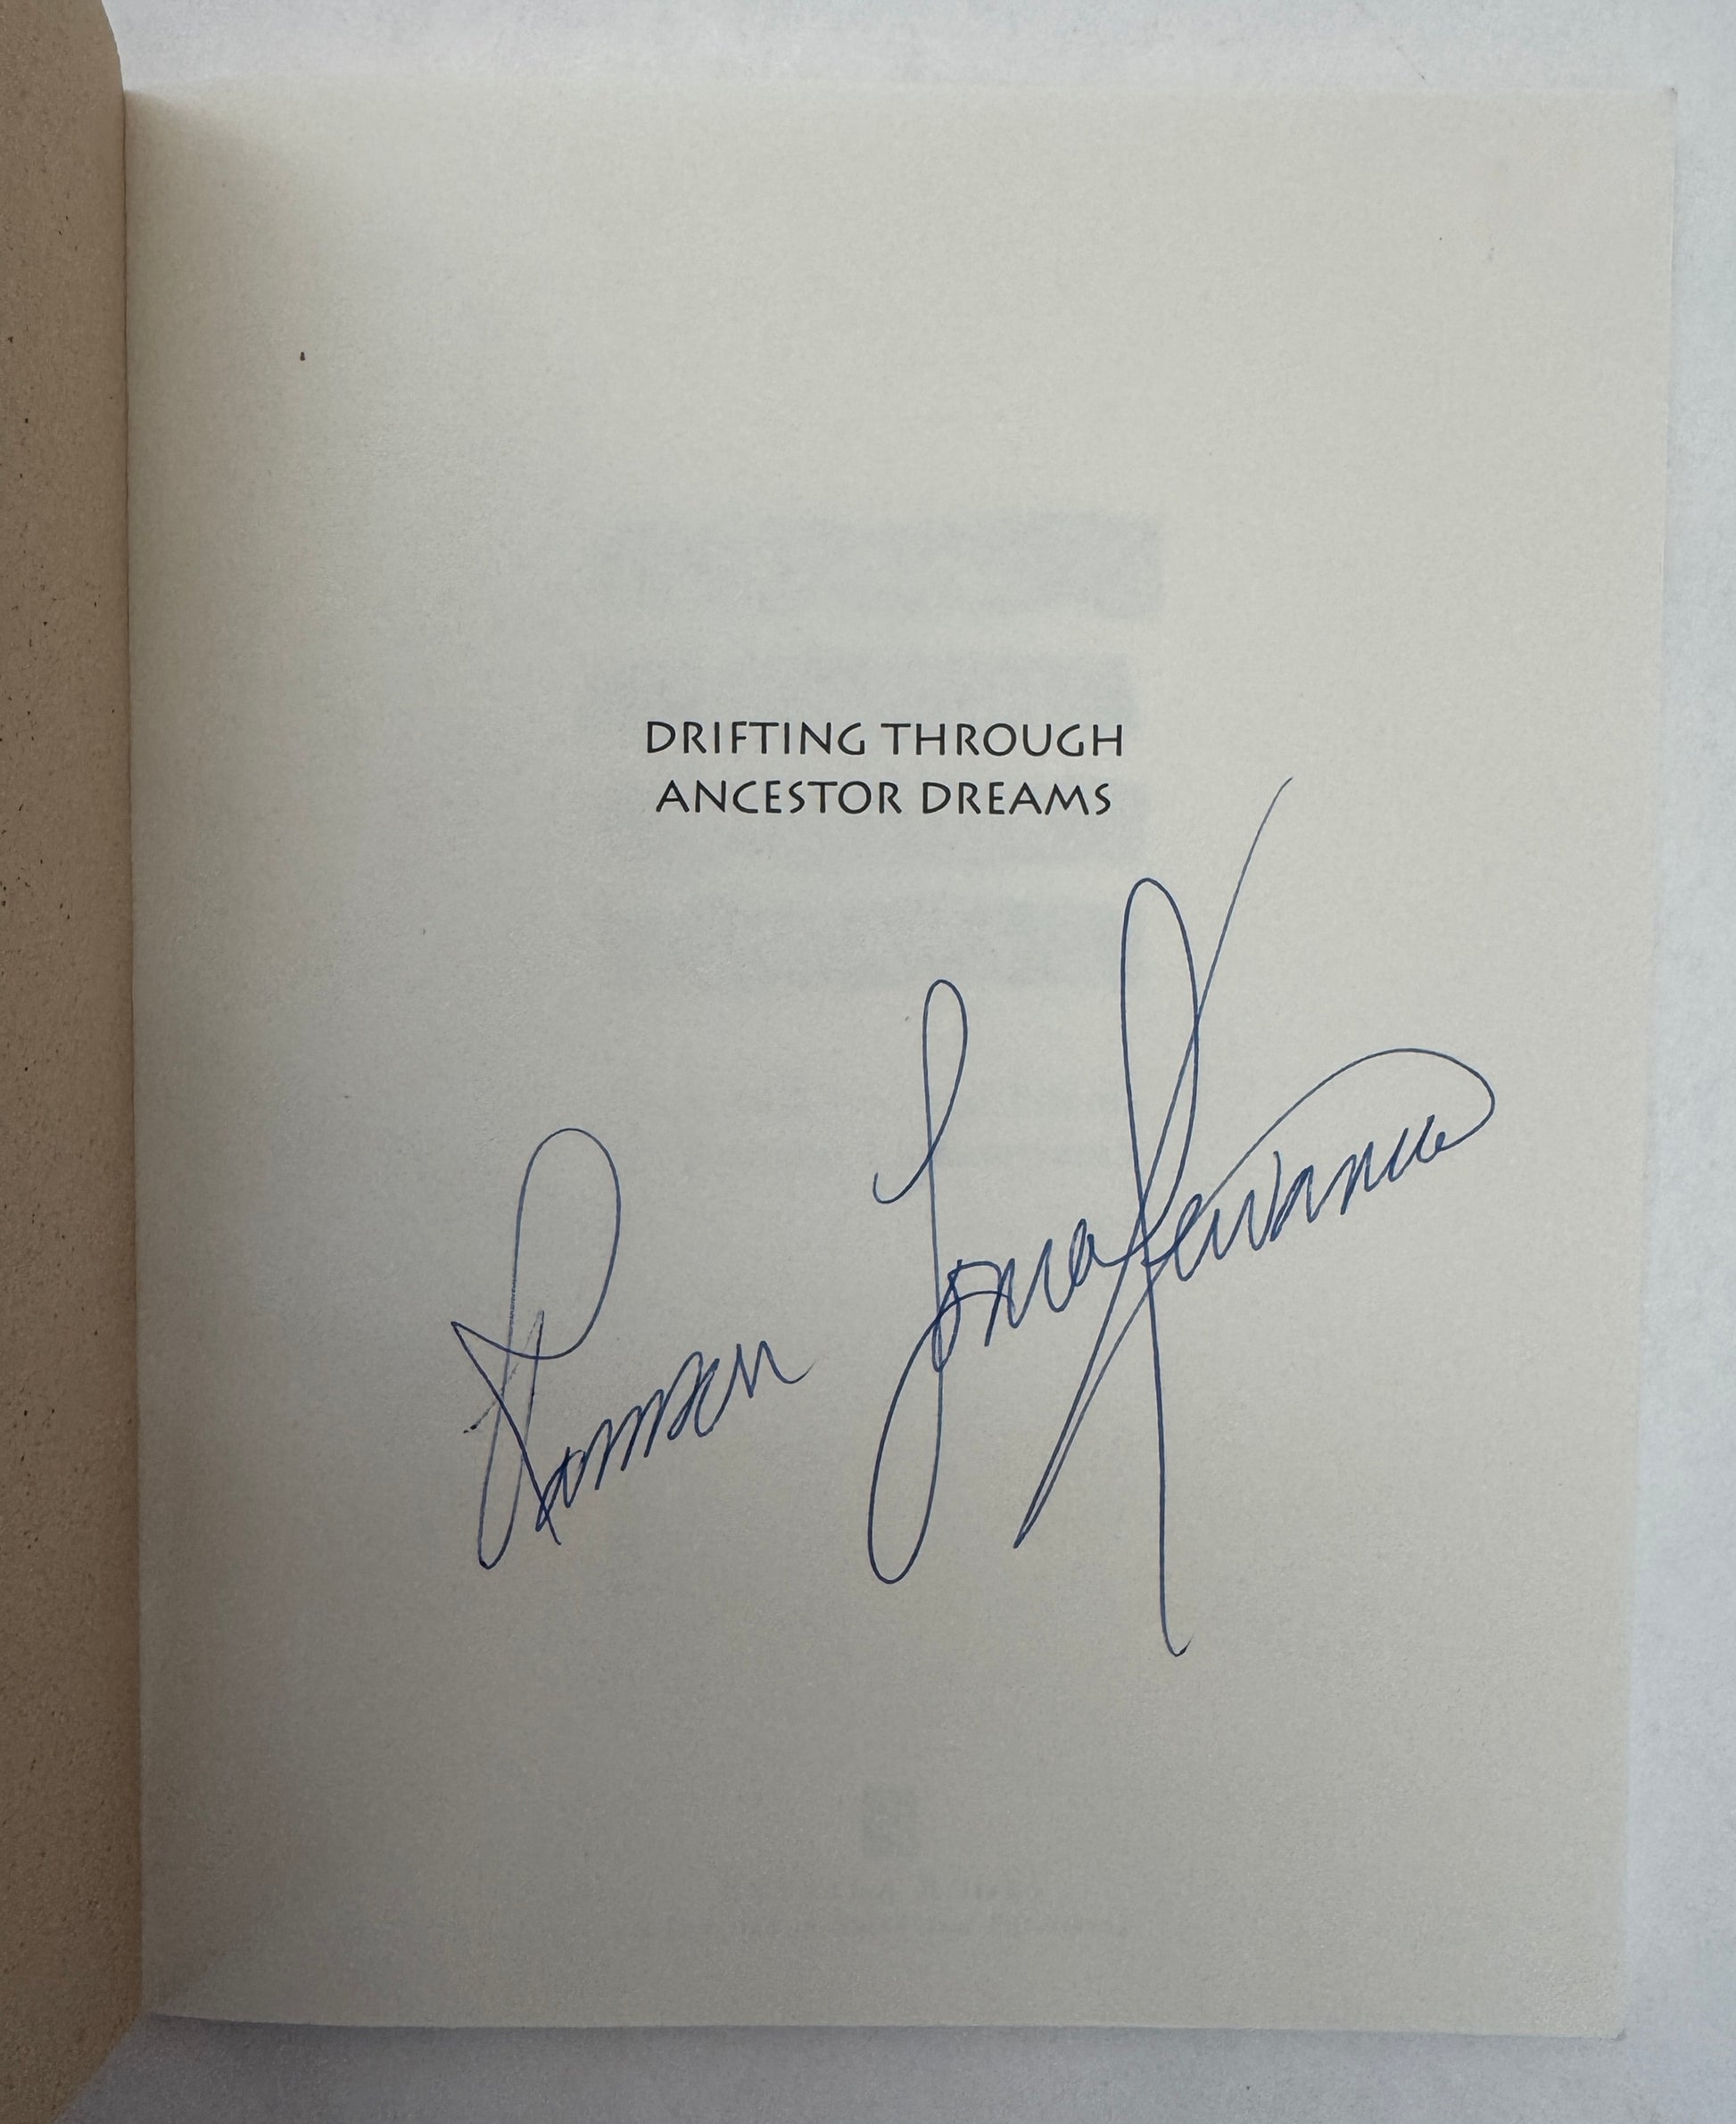 DRIFTING THROUGH
ANCESTOR DREAMS
Ramson Lomatewama